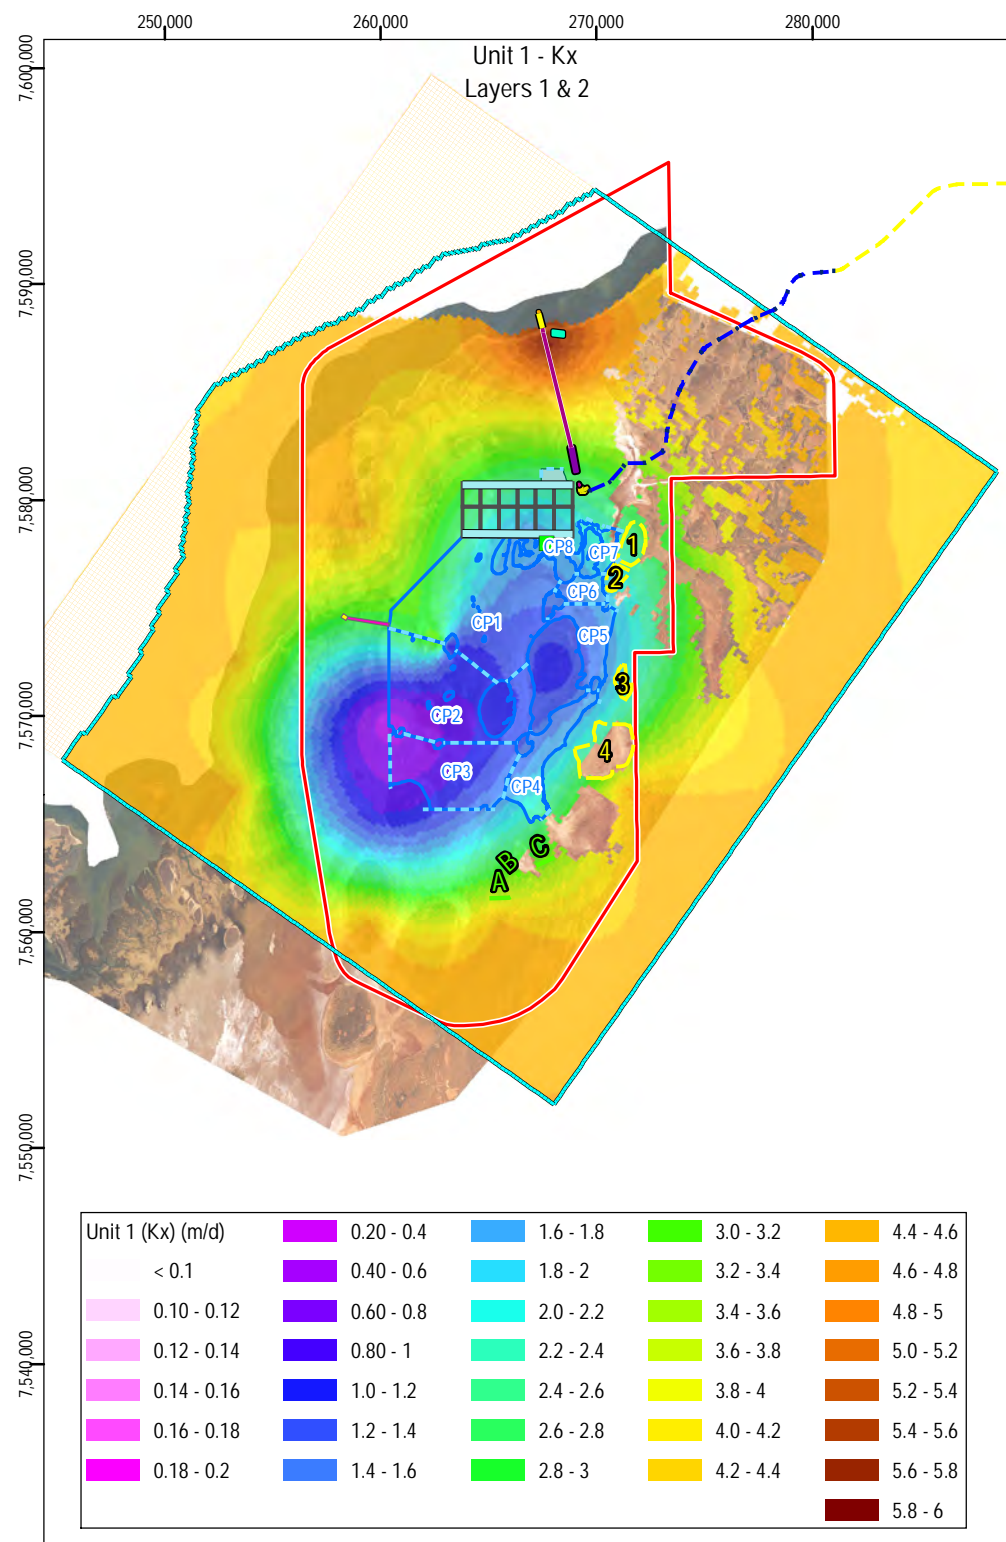 250,000 260,000 270,000 280,000
Unit 1 - Kx
Layers 1 & 2
7,600,000
7,590,000
7,580,000
7,570,000
7,560,000
7,550,000
7,540,000
CP8
CP7
1
2
CP6
CP1
CP5
3
CP2
4
CP3
CP4
C
B
A
Unit 1 (Kx) (m/d)
< 0.1
0.10 - 0.12
0.12 - 0.14
0.14 - 0.16
0.16 - 0.18
0.18 - 0.2
0.20 - 0.4
0.40 - 0.6
0.60 - 0.8
0.80 - 1
1.0 - 1.2
1.2 - 1.4
1.4 - 1.6
1.6 - 1.8
1.8 - 2
2.0 - 2.2
2.2 - 2.4
2.4 - 2.6
2.6 - 2.8
2.8 - 3
3.0 - 3.2
3.2 - 3.4
3.4 - 3.6
3.6 - 3.8
3.8 - 4
4.0 - 4.2
4.2 - 4.4
4.4 - 4.6
4.6 - 4.8
4.8 - 5
5.0 - 5.2
5.2 - 5.4
5.4 - 5.6
5.6 - 5.8
5.8 - 6